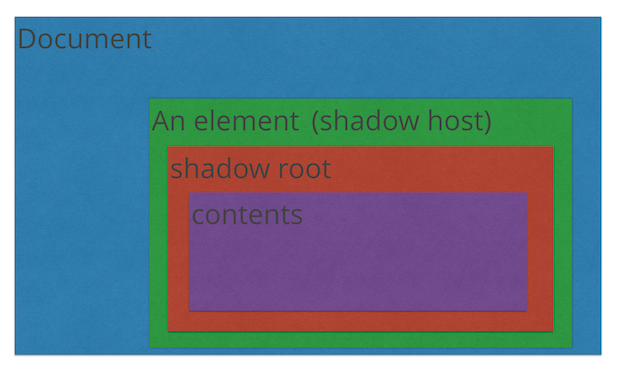 Document
An element (shadow host)
shadow root
contents